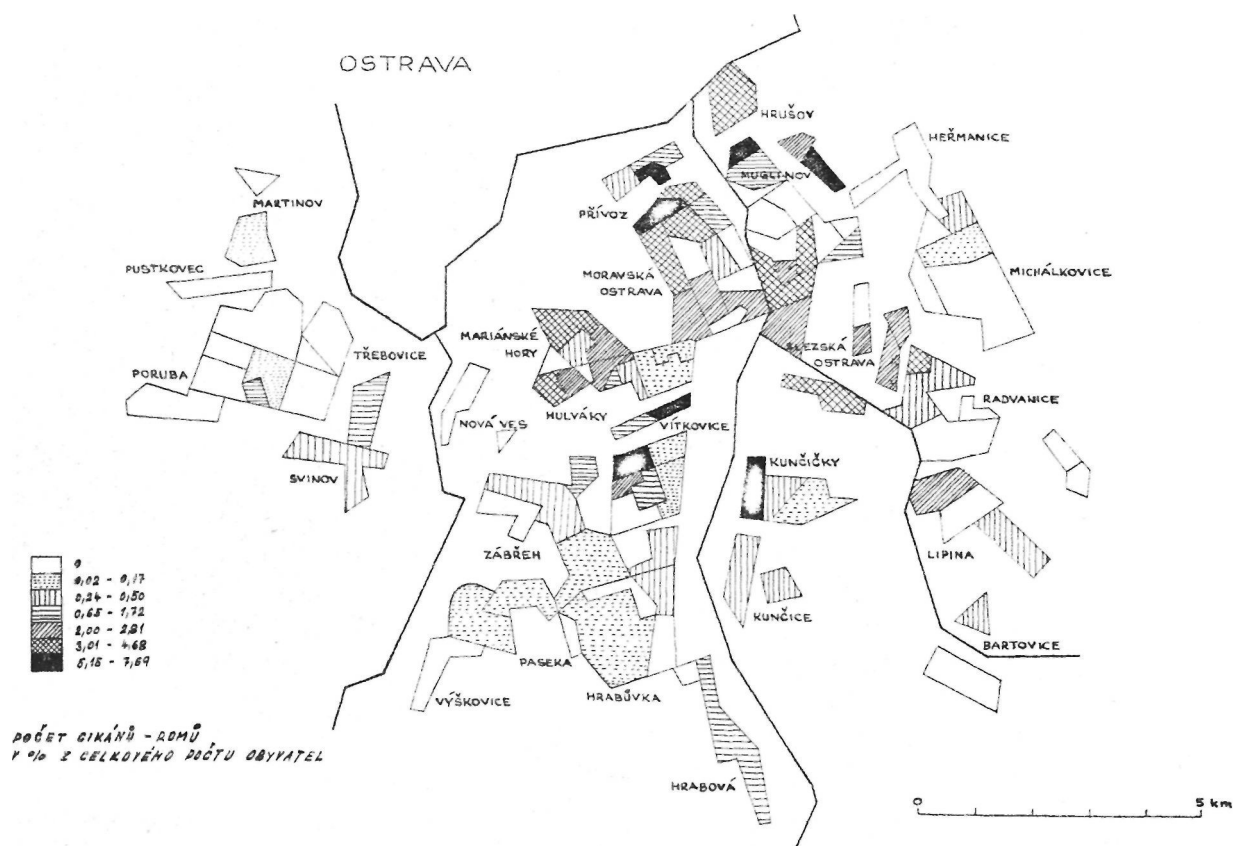 OSTRAVA
HRUŠOV
HEŘMANICE
MUGLINOV
MARTINOV
PŘÍVOZ
PUSTKOVEC
MORAVSKÁ
OSTRAVA
MICHÁLKOVICE
MARIÁNSKÉ
HORY
TŘEBOVICE
SLEZSKÁ
OSTRAVA
PORUBA
RADVANICE
HULVÁKY
NOVÁ VES
VÍTKOVICE
KUNČIČKY
SVINOV
ZÁBŘEH
LIPINA
0
0,02 - 0,17
0,24 - 0,50
0,65 - 1,72
2,00 - 2,81
3,01 - 4,68
5,15 - 7,69
KUNČICE
BARTOVICE
PASEKA
VÝŠKOVICE
HRABŮVKA
POČET CIKÁNŮ - ROMŮ
V % Z CELKOVÉHO POČTU OBYVATEL
HRABOVÁ
0 5 km